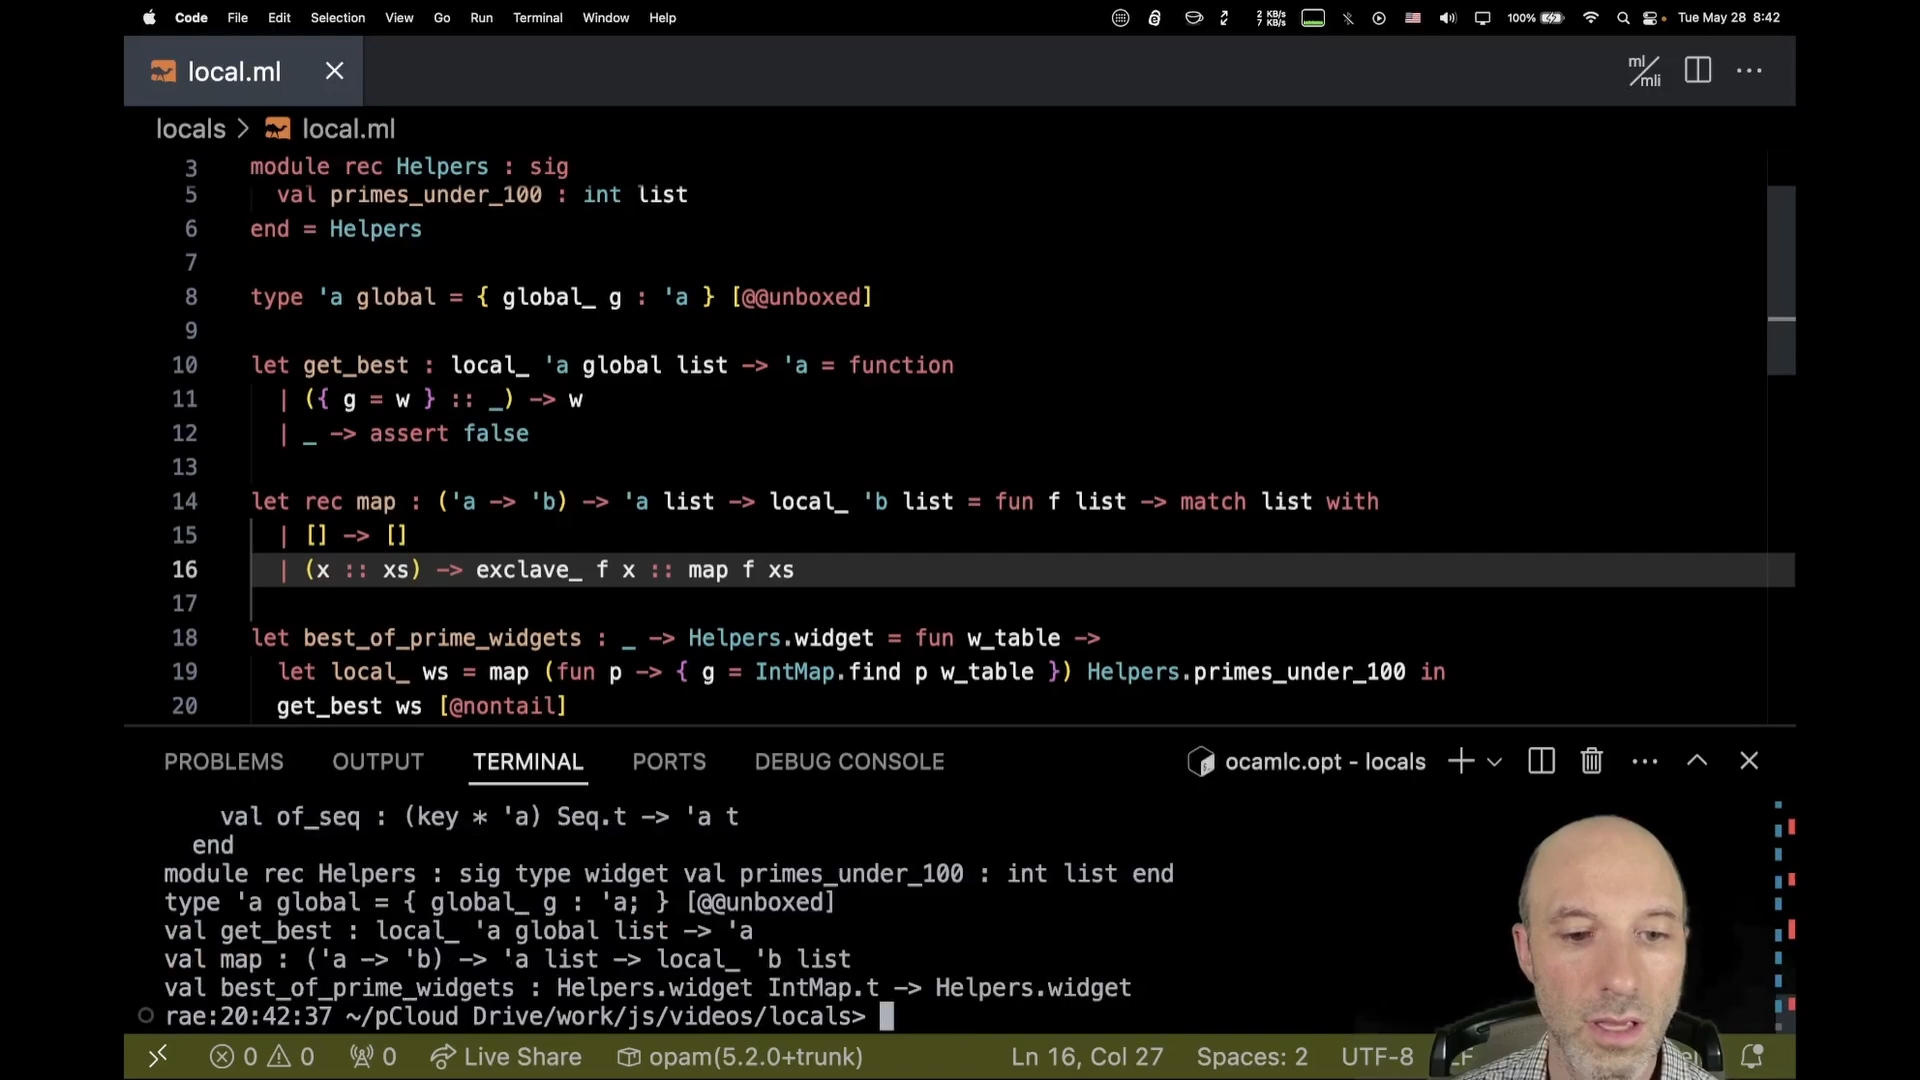 Code File Edit Selection View Go Run Terminal Window Help 2 KB/s 7 KB/s 100% Tue May 28 8:42
local.ml ml/mli
locals > local.ml
3 module rec Helpers : sig
5 val primes_under_100 : int list
6 end = Helpers
7
8 type 'a global = { global_ g : 'a } [@@unboxed]
9
10 let get_best : local_ 'a global list -> 'a = function
11 | ({ g = w } :: _) -> w
12 | _ -> assert false
13
14 let rec map : ('a -> 'b) -> 'a list -> local_ 'b list = fun f list -> match list with
15 | [] -> []
16 | (x :: xs) -> exclave_ f x :: map f xs
17
18 let best_of_prime_widgets : _ -> Helpers.widget = fun w_table ->
19 let local_ ws = map (fun p -> { g = IntMap.find p w_table }) Helpers.primes_under_100 in
20 get_best ws [@nontail]
PROBLEMS OUTPUT TERMINAL PORTS DEBUG CONSOLE ocamlc.opt - locals
val of_seq : (key * 'a) Seq.t -> 'a t
end
module rec Helpers : sig type widget val primes_under_100 : int list end
type 'a global = { global_ g : 'a; } [@@unboxed]
val get_best : local_ 'a global list -> 'a
val map : ('a -> 'b) -> 'a list -> local_ 'b list
val best_of_prime_widgets : Helpers.widget IntMap.t -> Helpers.widget
rae:20:42:37 ~/pCloud Drive/work/js/videos/locals>
0 0 0 Live Share opam(5.2.0+trunk) Ln 16, Col 27 Spaces: 2 UTF-8